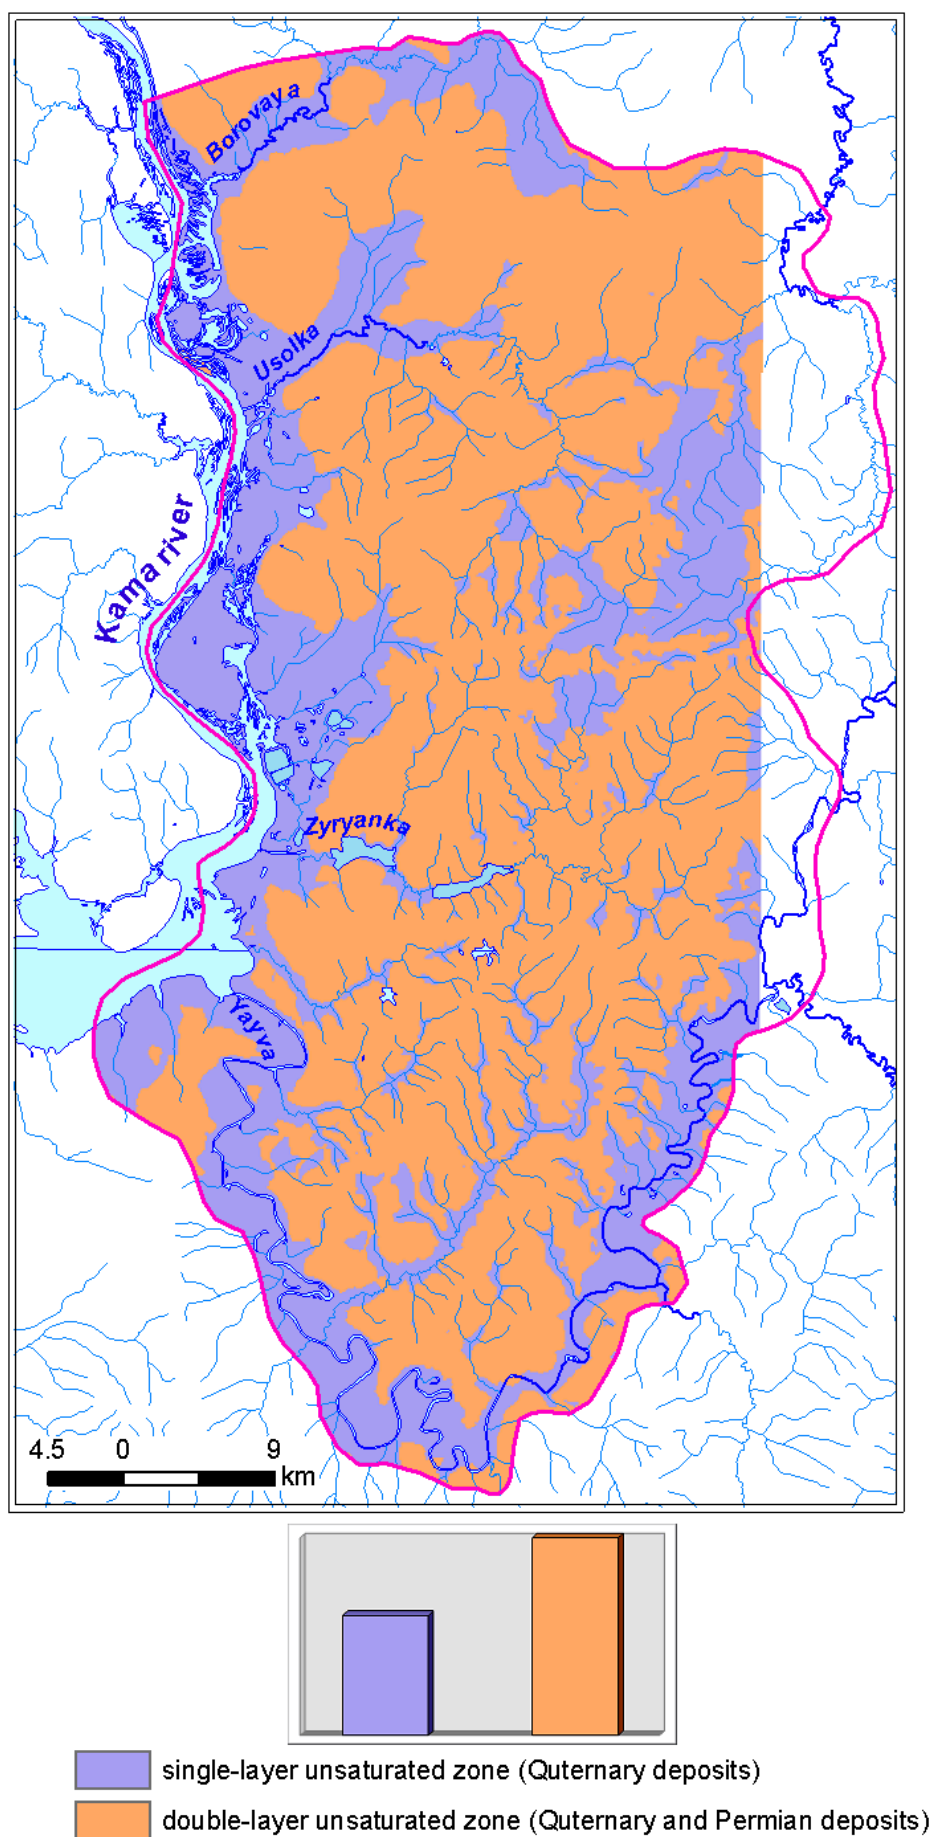 Borovaya
Usolka
Kama river
Zyryanka
Yayva
4.5 0 9
km
single-layer unsaturated zone (Quternary deposits)
double-layer unsaturated zone (Quternary and Permian deposits)